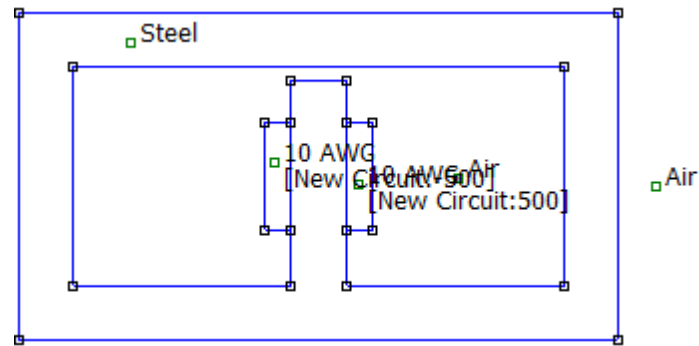 Steel
10 AWG
[New Circuit:-500]
10 AWG
[New Circuit:500]
Air
Air